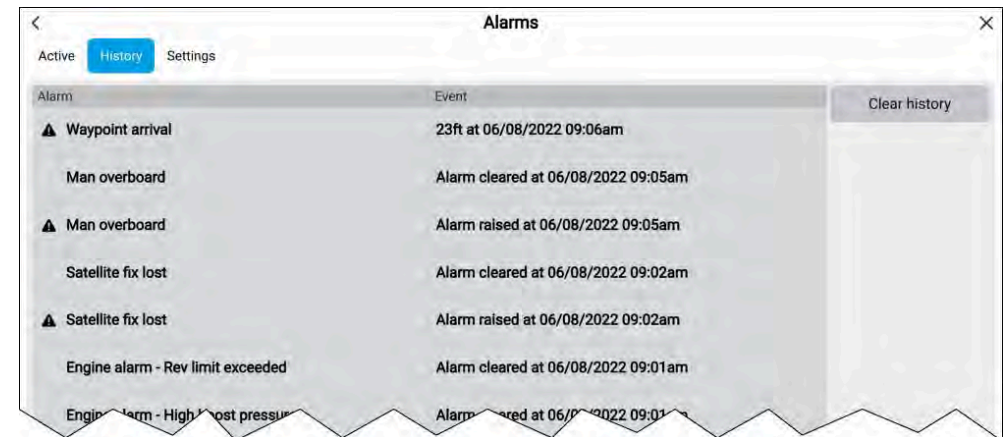 Alarms
Active History Settings
Alarm Event Clear history
Waypoint arrival 23ft at 06/08/2022 09:06am
Man overboard Alarm cleared at 06/08/2022 09:05am
Man overboard Alarm raised at 06/08/2022 09:05am
Satellite fix lost Alarm cleared at 06/08/2022 09:02am
Satellite fix lost Alarm raised at 06/08/2022 09:02am
Engine alarm - Rev limit exceeded Alarm cleared at 06/08/2022 09:01am
- High at